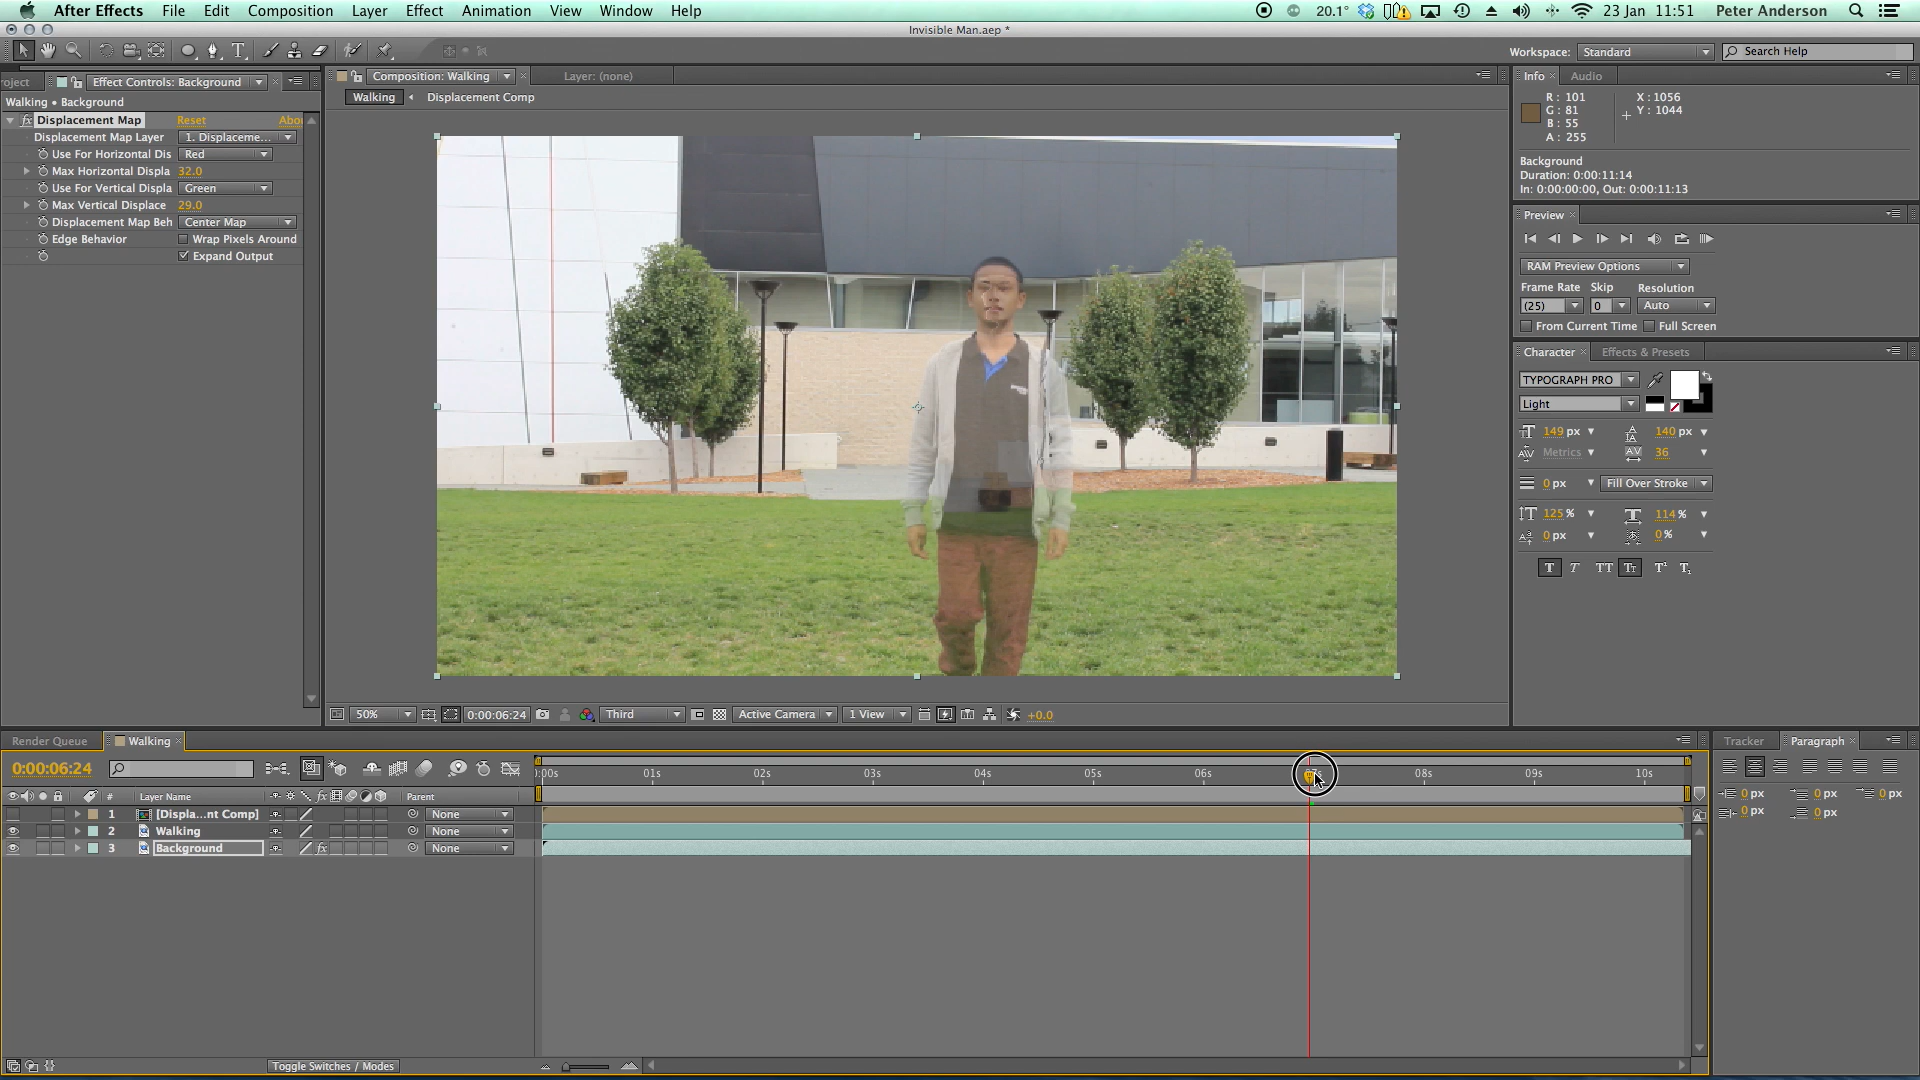 After Effects File Edit Composition Layer Effect Animation View Window Help 20.1° 23 Jan 11:51 Peter Anderson
Invisible Man.aep *
Workspace: Standard Search Help
roject Effect Controls: Background
Walking • Background
fx Displacement Map Reset Abou
Displacement Map Layer 1. Displaceme...
Use For Horizontal Dis Red
Max Horizontal Displa 32.0
Use For Vertical Displa Green
Max Vertical Displace 29.0
Displacement Map Beh Center Map
Edge Behavior Wrap Pixels Around
Expand Output
Composition: Walking Layer: (none)
Walking Displacement Comp
50% 0:00:06:24 Third Active Camera 1 View +0.0
Info Audio
R : 101 X : 1056
G : 81 Y : 1044
B : 55
A : 255
Background
Duration: 0:00:11:14
In: 0:00:00:00, Out: 0:00:11:13
Preview
RAM Preview Options
Frame Rate Skip Resolution
(25) 0 Auto
From Current Time Full Screen
Character Effects & Presets
TYPOGRAPH PRO
Light
149 px 140 px
Metrics 36
0 px Fill Over Stroke
125 % 114 %
0 px 0 %
T T TT Tт T¹ T₁
Render Queue Walking
0:00:06:24 :00s 01s 02s 03s 04s 05s 06s 08s 09s 10s
# Layer Name fx Parent
1 [Displa...nt Comp] None
2 Walking None
3 Background fx None
Toggle Switches / Modes
Tracker Paragraph
0 px 0 px 0 px
0 px 0 px